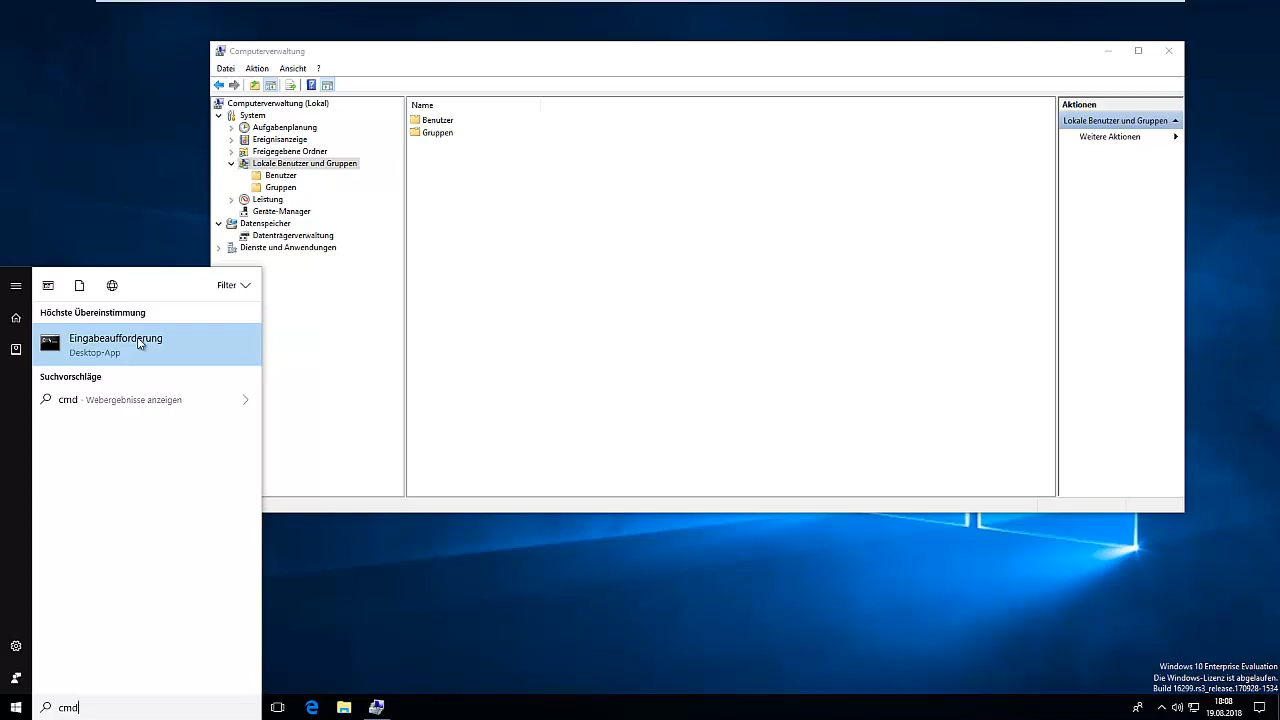 Computerverwaltung
Datei Aktion Ansicht ?
Computerverwaltung (Lokal)
System
Aufgabenplanung
Ereignisanzeige
Freigegebene Ordner
Lokale Benutzer und Gruppen
Benutzer
Gruppen
Leistung
Geräte-Manager
Datenspeicher
Datenträgerverwaltung
Dienste und Anwendungen
Name
Benutzer
Gruppen
Aktionen
Lokale Benutzer und Gruppen
Weitere Aktionen
Filter
Höchste Übereinstimmung
Eingabeaufforderung
Desktop-App
Suchvorschläge
cmd - Webergebnisse anzeigen
cmd
Windows 10 Enterprise Evaluation
Die Windows-Lizenz ist abgelaufen.
Build 16299.rs3_release.170928-1534
18:08
19.08.2018